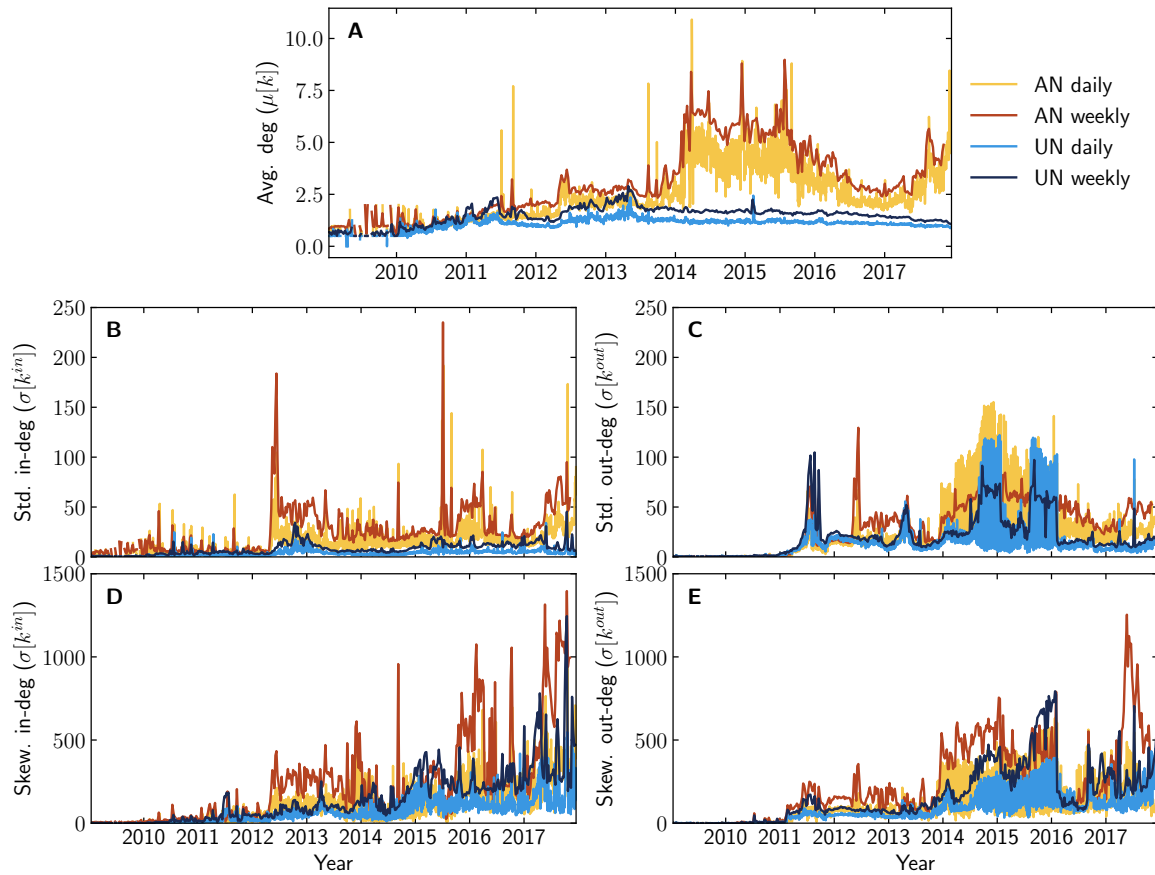 A
10.0
7.5
5.0
2.5
0.0
Avg. deg (μ[k])
2010 2011 2012 2013 2014 2015 2016 2017
AN daily
AN weekly
UN daily
UN weekly
B
250
200
150
100
50
0
Std. in-deg (σ[k^{in}])
C
250
200
150
100
50
0
Std. out-deg (σ[k^{out}])
D
1500
1000
500
0
Skew. in-deg (σ[k^{in}])
2010 2011 2012 2013 2014 2015 2016 2017
Year
E
1500
1000
500
0
Skew. out-deg (σ[k^{out}])
2010 2011 2012 2013 2014 2015 2016 2017
Year